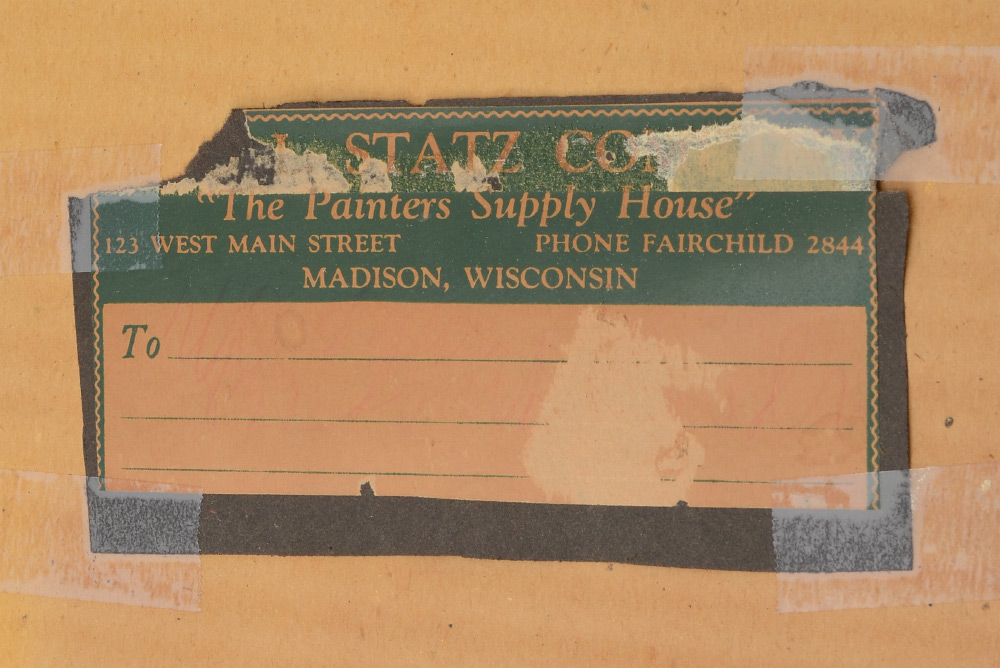 STATZ CO
"The Painters Supply House"
123 WEST MAIN STREET PHONE FAIRCHILD 2844
MADISON, WISCONSIN
To